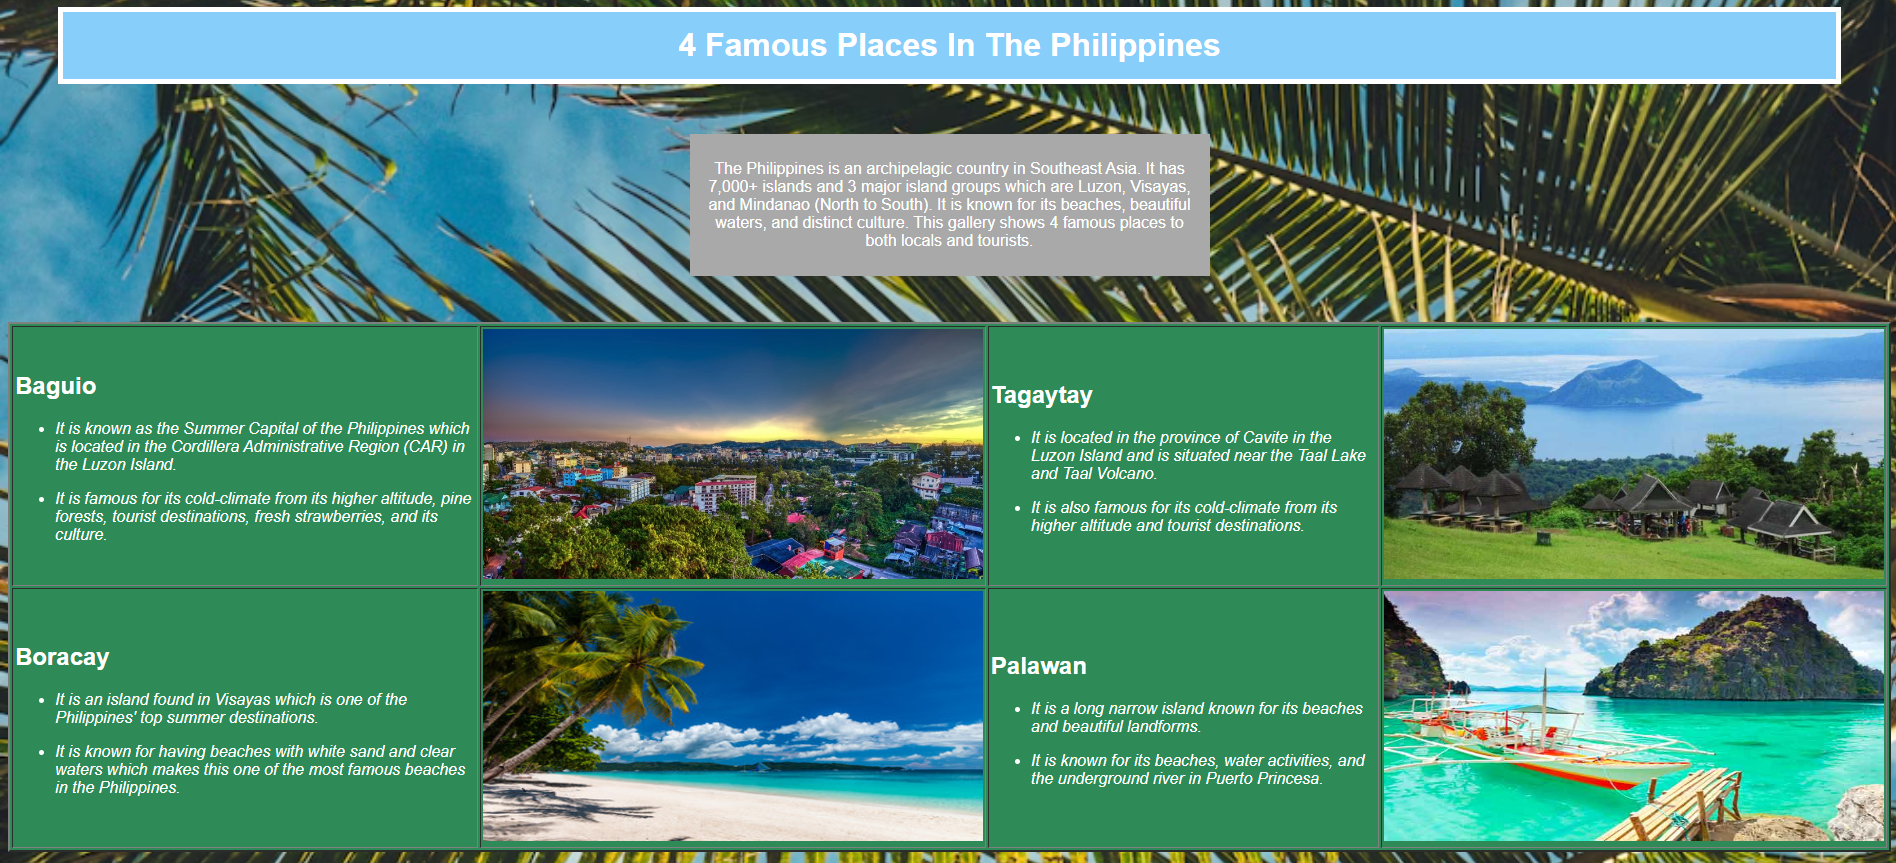 4 Famous Places In The Philippines
The Philippines is an archipelagic country in Southeast Asia. It has
7,000+ islands and 3 major island groups which are Luzon, Visayas,
and Mindanao (North to South). It is known for its beaches, beautiful
waters, and distinct culture. This gallery shows 4 famous places to
both locals and tourists.
Baguio
• It is known as the Summer Capital of the Philippines which
is located in the Cordillera Administrative Region (CAR) in
the Luzon Island.
• It is famous for its cold-climate from its higher altitude, pine
forests, tourist destinations, fresh strawberries, and its
culture.
Tagaytay
• It is located in the province of Cavite in the
Luzon Island and is situated near the Taal Lake
and Taal Volcano.
• It is also famous for its cold-climate from its
higher altitude and tourist destinations.
Boracay
• It is an island found in Visayas which is one of the
Philippines' top summer destinations.
• It is known for having beaches with white sand and clear
waters which makes this one of the most famous beaches
in the Philippines.
Palawan
• It is a long narrow island known for its beaches
and beautiful landforms.
• It is known for its beaches, water activities, and
the underground river in Puerto Princesa.